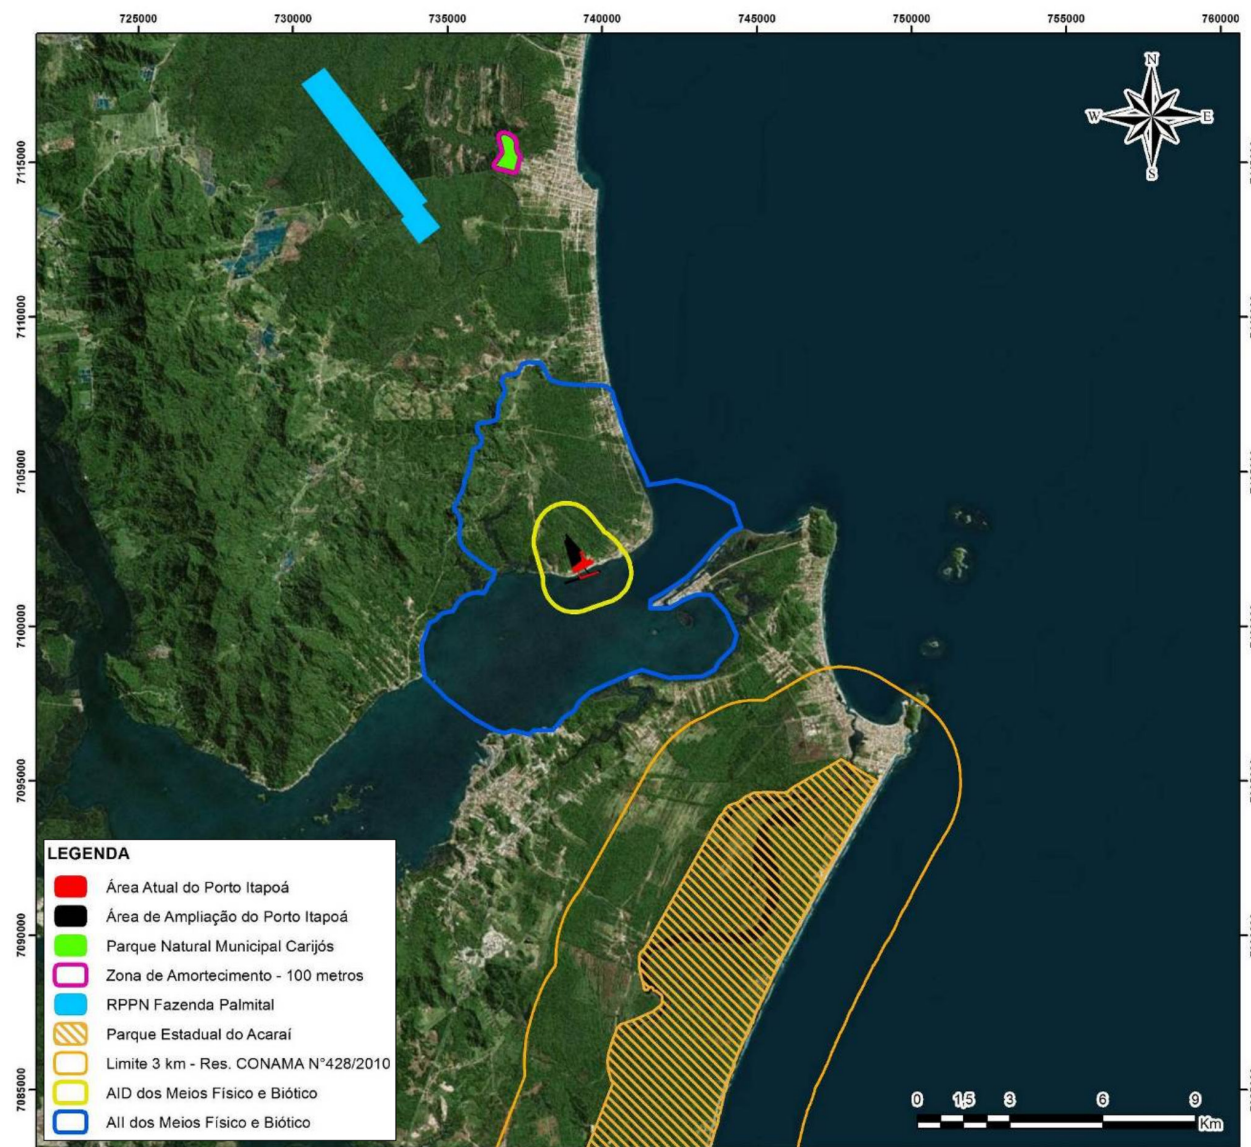 725000 730000 735000 740000 745000 750000 755000 760000
N
W E
S
7115000
7110000
7105000
7100000
7095000
7090000
7085000
LEGENDA
Área Atual do Porto Itapoá
Área de Ampliação do Porto Itapoá
Parque Natural Municipal Carijós
Zona de Amortecimento - 100 metros
RPPN Fazenda Palmital
Parque Estadual do Acaraí
Limite 3 km - Res. CONAMA N°428/2010
AID dos Meios Físico e Biótico
AII dos Meios Físico e Biótico
0 1,5 3 6 9
Km